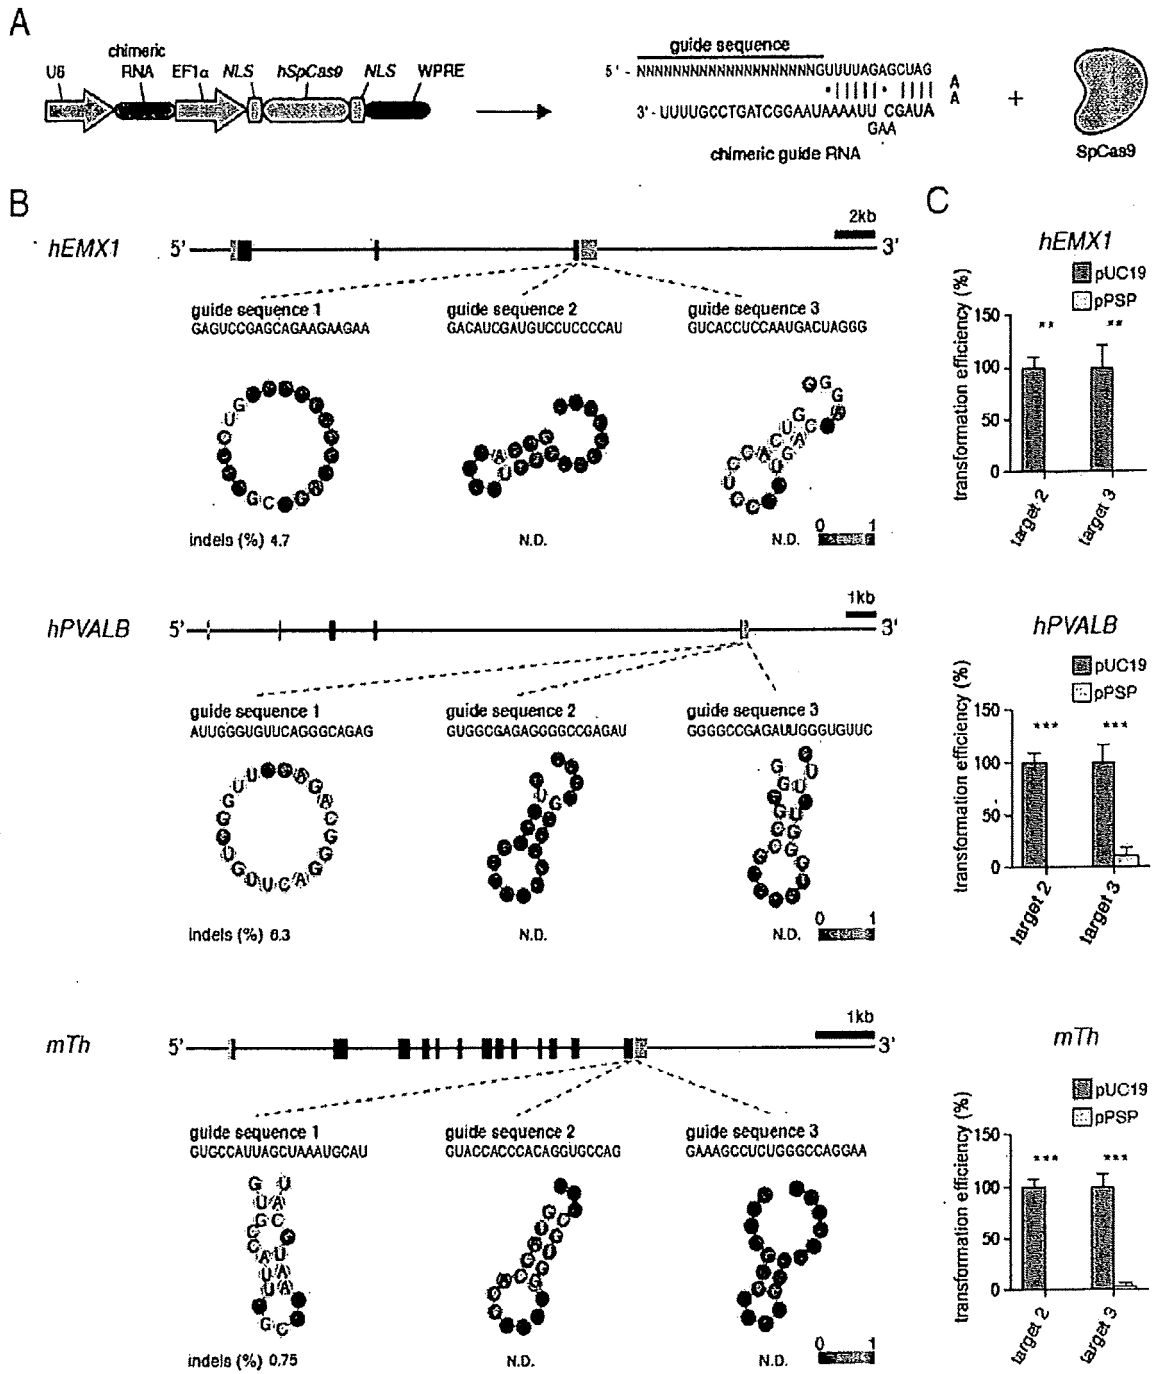 A
chimeric
U6 RNA EF1α NLS hSpCas9 NLS WPRE
guide sequence
5'- NNNNNNNNNNNNNNNNNNNNGUUUUAGAGCUAG
A
A
3'- UUUUGCCTGATCGGAAUAAAAUU CGAUA
GAA
chimeric guide RNA
+
SpCas9
B
hEMX1
5'
3'
2kb
guide sequence 1
GAGUCCGAGCAGAAGAAGAA
guide sequence 2
GACAUCGAUGUCCUCCCCAU
guide sequence 3
GUCACCUCCAAUGACUAGGG
indels (%) 4.7
N.D.
N.D.
0 1
hPVALB
5'
3'
1kb
guide sequence 1
AUUGGGUGUUCAGGGCAGAG
guide sequence 2
GUGGCGAGAGGGGCCGAGAU
guide sequence 3
GGGGCCGAGAUUGGGUGUUC
indels (%) 6.3
N.D.
N.D.
0 1
mTh
5'
3'
1kb
guide sequence 1
GUGCCAUUAGCUAAAUGCAU
guide sequence 2
GUACCACCCACAGGUGCCAG
guide sequence 3
GAAAGCCUCUGGGCCAGGAA
indels (%) 0.75
N.D.
N.D.
0 1
C
hEMX1
pUC19
pPSP
transformation efficiency (%)
150
100
50
0
** **
target 2
target 3
hPVALB
pUC19
pPSP
transformation efficiency (%)
150
100
50
0
*** ***
target 2
target 3
mTh
pUC19
pPSP
transformation efficiency (%)
150
100
50
0
*** ***
target 2
target 3